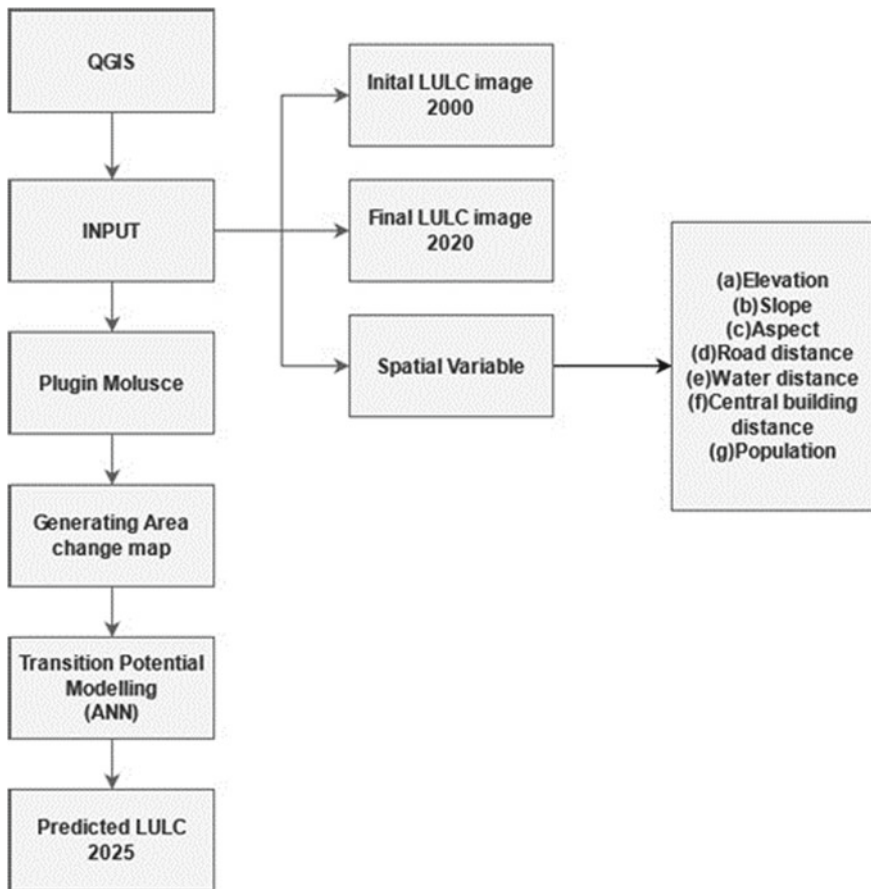 QGIS
INPUT
Plugin Molusce
Generating Area
change map
Transition Potential
Modelling
(ANN)
Predicted LULC
2025
Inital LULC image
2000
Final LULC image
2020
Spatial Variable
(a)Elevation
(b)Slope
(c)Aspect
(d)Road distance
(e)Water distance
(f)Central building
distance
(g)Population